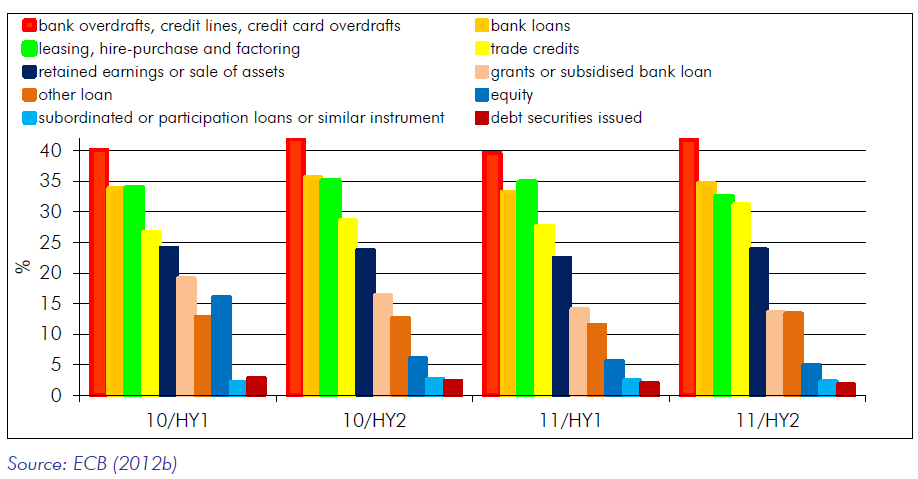 bank overdrafts, credit lines, credit card overdrafts bank loans
leasing, hire-purchase and factoring trade credits
retained earnings or sale of assets grants or subsidised bank loan
other loan equity
subordinated or participation loans or similar instrument debt securities issued
40
35
30
25
20
15
10
5
0
%
10/HY1 10/HY2 11/HY1 11/HY2
Source: ECB (2012b)